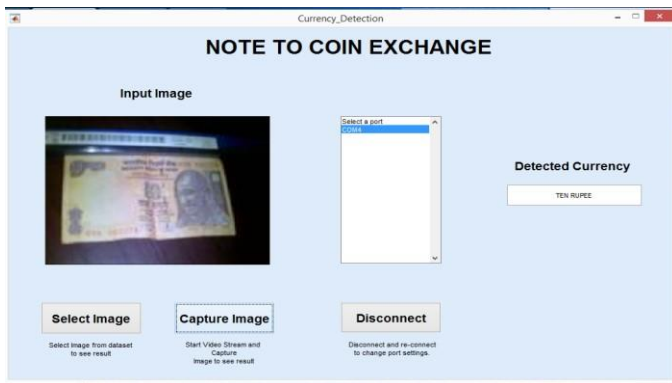 Currency_Detection
NOTE TO COIN EXCHANGE
Input Image
Select a port
COM4
Detected Currency
TEN RUPEE
Select Image
Capture Image
Disconnect
Select image from dataset
to see result
Start Video Stream and
Capture
Image to see result
Disconnect and re-connect
to change port settings.